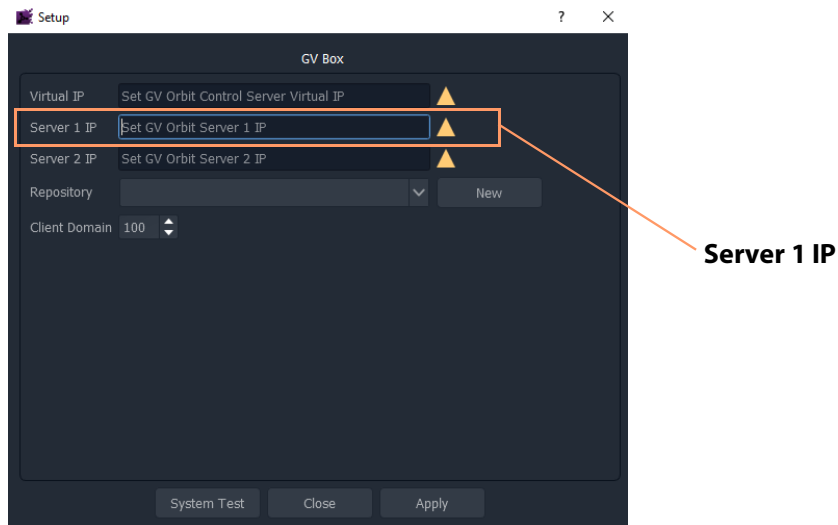 Setup
?
GV Box
Virtual IP Set GV Orbit Control Server Virtual IP
Server 1 IP Set GV Orbit Server 1 IP
Server 2 IP Set GV Orbit Server 2 IP
Repository New
Client Domain 100
Server 1 IP
System Test Close Apply